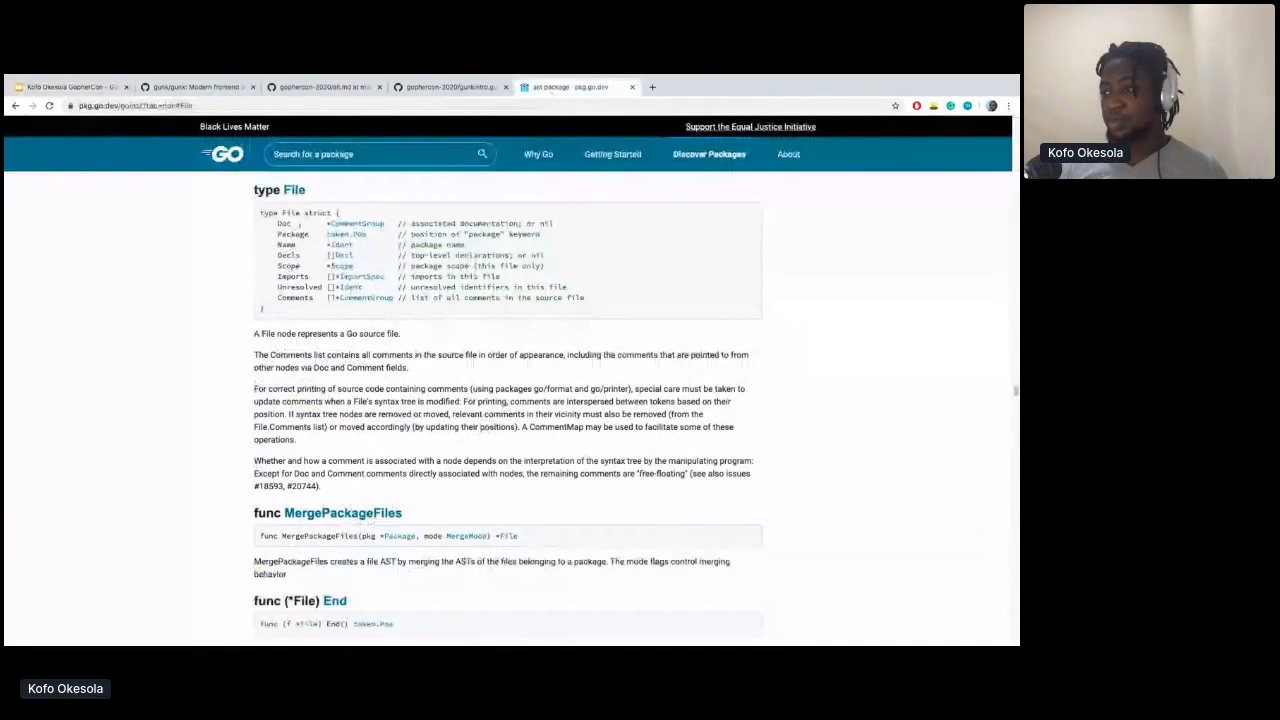 Kofo Okesola GopherCon - Go
gunk/gunk: Modern frontend
gophercon-2020/all.md at ma
gophercon-2020/gunkintro.gu
ast package · pkg.go.dev
Black Lives Matter
Support the Equal Justice Initiative
GO
Search for a package
Why Go
Getting Started
Discover Packages
About
type File
type File struct {
Doc *CommentGroup // associated documentation; or nil
Package token.Pos // position of "package" keyword
Name *Ident // package name
Decls []Decl // top-level declarations; or nil
Scope *Scope // package scope (this file only)
Imports []*ImportSpec // imports in this file
Unresolved []*Ident // unresolved identifiers in this file
Comments []*CommentGroup // list of all comments in the source file
}
A File node represents a Go source file.
The Comments list contains all comments in the source file in order of appearance, including the comments that are pointed to from
other nodes via Doc and Comment fields.
For correct printing of source code containing comments (using packages go/format and go/printer), special care must be taken to
update comments when a File's syntax tree is modified: For printing, comments are interspersed between tokens based on their
position. If syntax tree nodes are removed or moved, relevant comments in their vicinity must also be removed (from the
File.Comments list) or moved accordingly (by updating their positions). A CommentMap may be used to facilitate some of these
operations.
Whether and how a comment is associated with a node depends on the interpretation of the syntax tree by the manipulating program:
Except for Doc and Comment comments directly associated with nodes, the remaining comments are "free-floating" (see also issues
#18593, #20744).
func MergePackageFiles
func MergePackageFiles(pkg *Package, mode MergeMode) *File
MergePackageFiles creates a file AST by merging the ASTs of the files belonging to a package. The mode flags control merging
behavior
func (*File) End
func (f *File) End() token.Pos
Kofo Okesola
Kofo Okesola